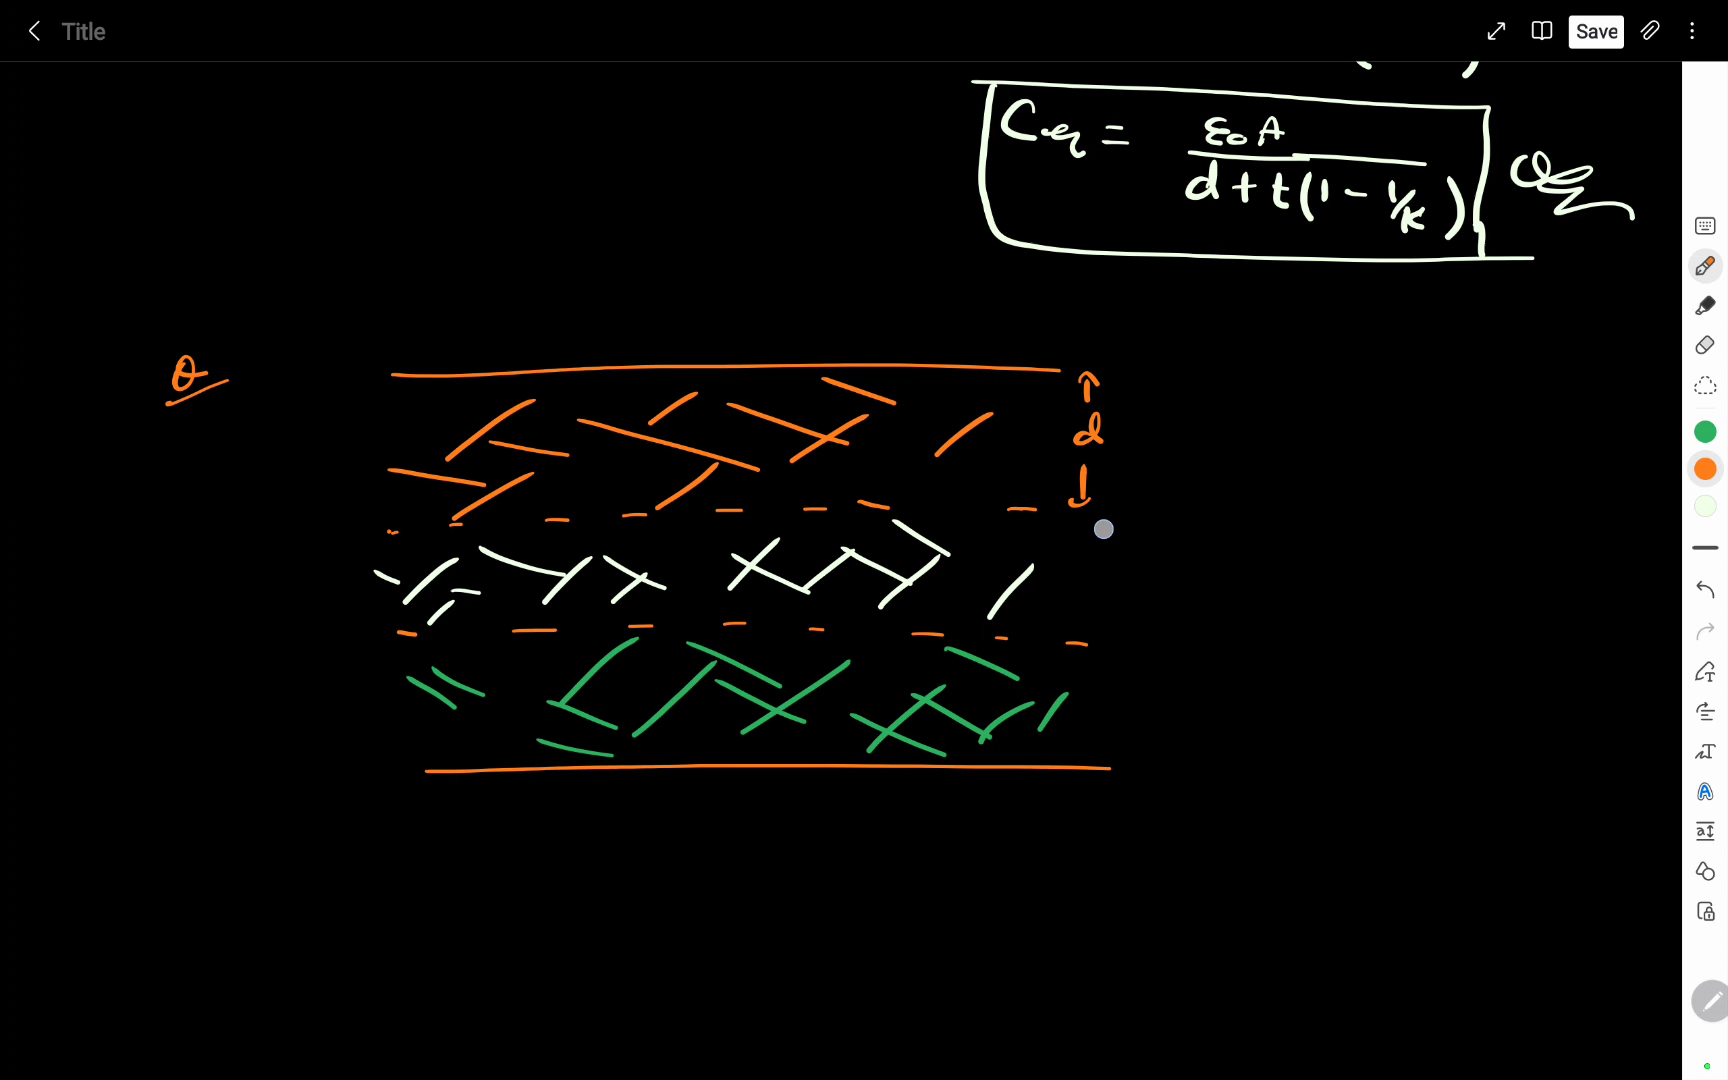 Title
Save
Ceq = ε₀A / d + t(1 - 1/K)
Q
d